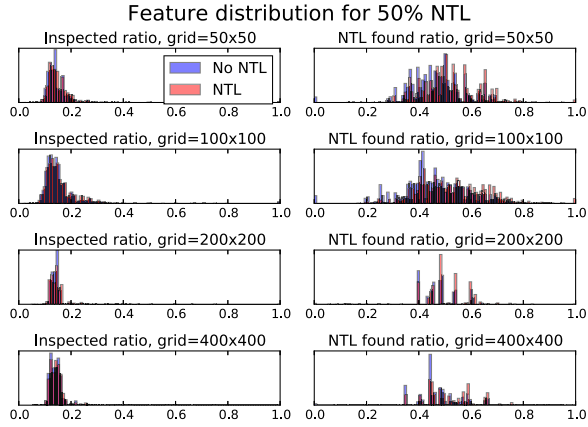 Feature distribution for 50% NTL
Inspected ratio, grid=50x50
NTL found ratio, grid=50x50
No NTL
NTL
0.0 0.2 0.4 0.6 0.8 1.0
0.0 0.2 0.4 0.6 0.8 1.0
Inspected ratio, grid=100x100
NTL found ratio, grid=100x100
0.0 0.2 0.4 0.6 0.8 1.0
0.0 0.2 0.4 0.6 0.8 1.0
Inspected ratio, grid=200x200
NTL found ratio, grid=200x200
0.0 0.2 0.4 0.6 0.8 1.0
0.0 0.2 0.4 0.6 0.8 1.0
Inspected ratio, grid=400x400
NTL found ratio, grid=400x400
0.0 0.2 0.4 0.6 0.8 1.0
0.0 0.2 0.4 0.6 0.8 1.0